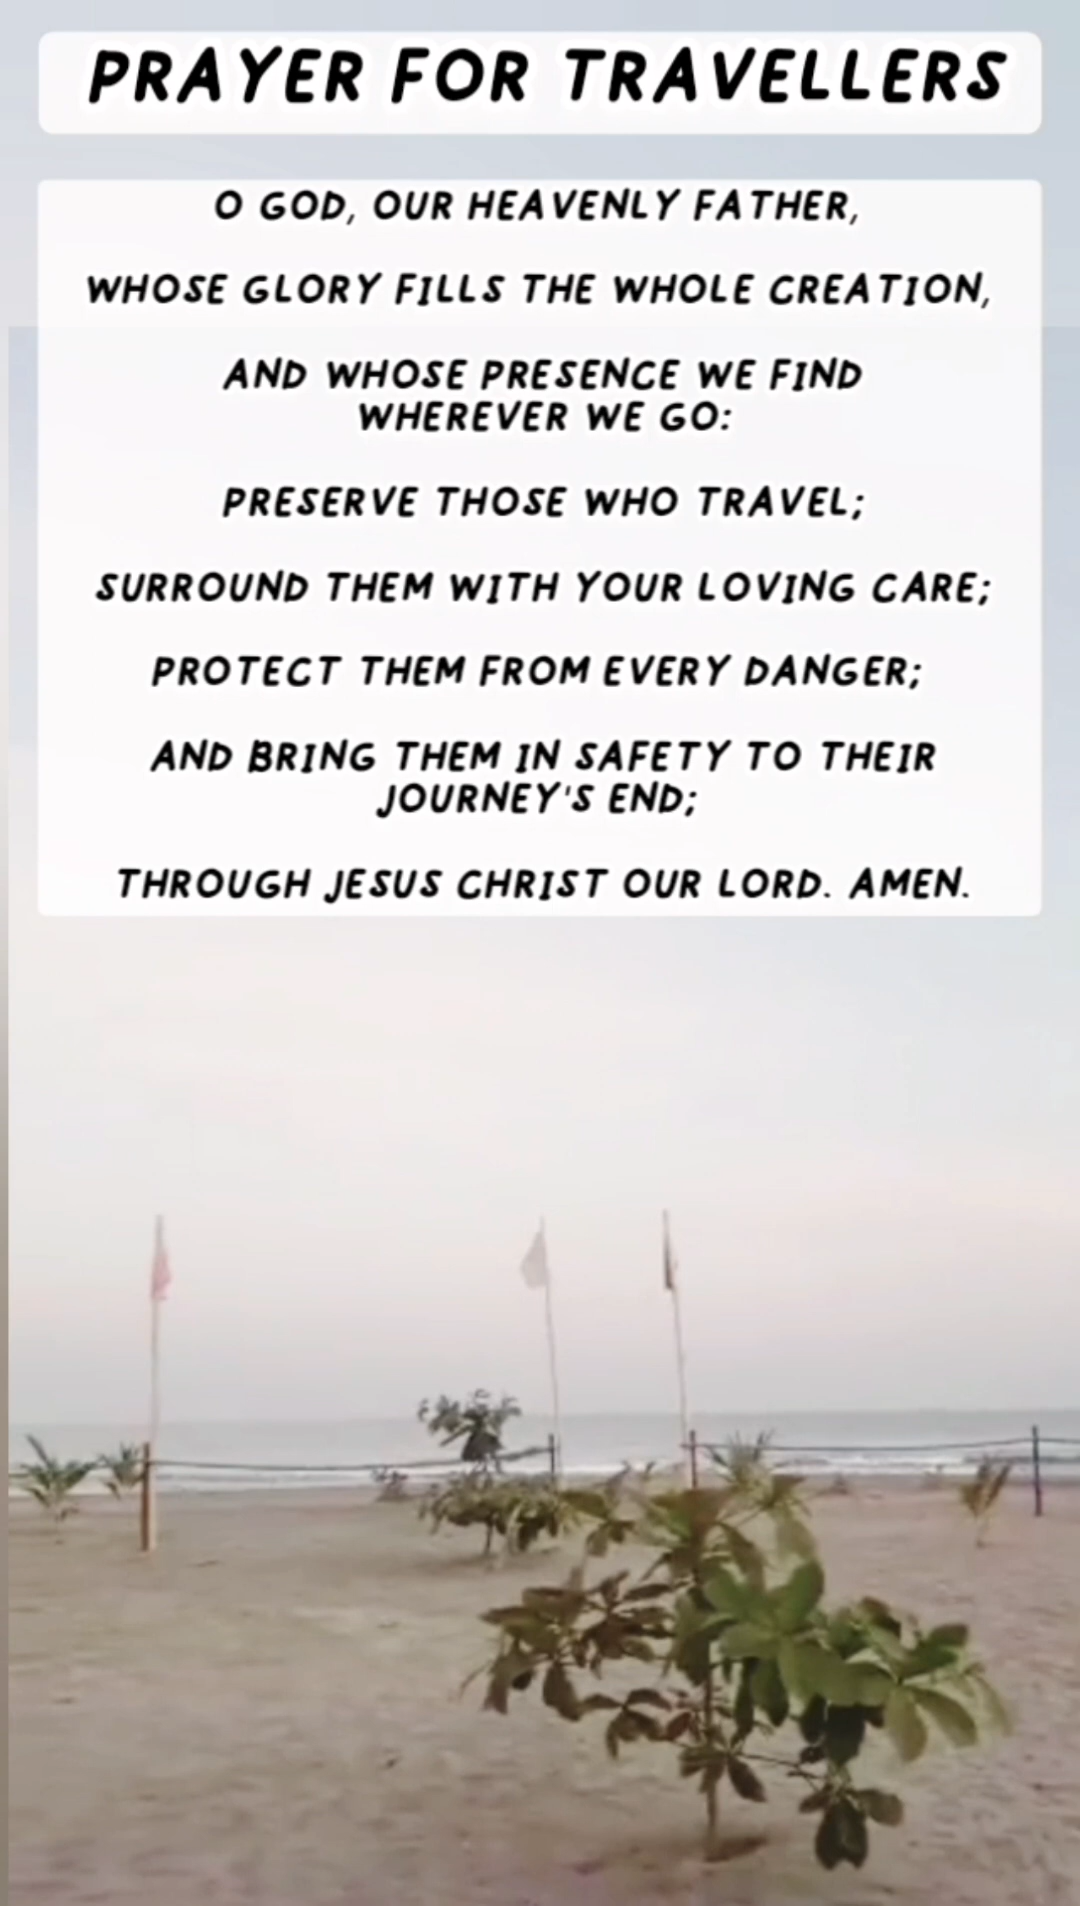 PRAYER FOR TRAVELLERS
O GOD, OUR HEAVENLY FATHER,
WHOSE GLORY FILLS THE WHOLE CREATION,
AND WHOSE PRESENCE WE FIND
WHEREVER WE GO:
PRESERVE THOSE WHO TRAVEL;
SURROUND THEM WITH YOUR LOVING CARE;
PROTECT THEM FROM EVERY DANGER;
AND BRING THEM IN SAFETY TO THEIR
JOURNEY'S END;
THROUGH JESUS CHRIST OUR LORD. AMEN.